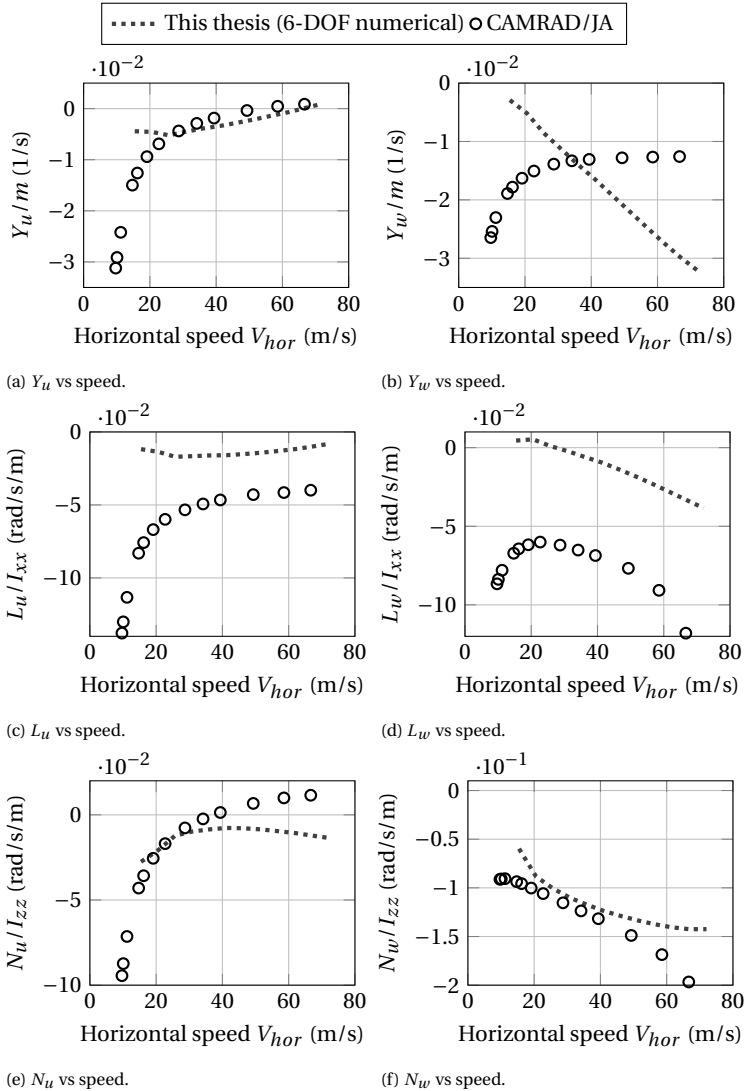 This thesis (6-DOF numerical) CAMRAD/JA
·10⁻²
0
−1
−2
−3
0 20 40 60 80
Y_u/m (1/s)
Horizontal speed V_hor (m/s)
(a) Y_u vs speed.
·10⁻²
0
−1
−2
−3
0 20 40 60 80
Y_w/m (1/s)
Horizontal speed V_hor (m/s)
(b) Y_w vs speed.
·10⁻²
0
−5
−10
0 20 40 60 80
L_u/I_xx (rad/s/m)
Horizontal speed V_hor (m/s)
(c) L_u vs speed.
·10⁻²
0
−5
−10
0 20 40 60 80
L_w/I_xx (rad/s/m)
Horizontal speed V_hor (m/s)
(d) L_w vs speed.
·10⁻²
0
−5
−10
0 20 40 60 80
N_u/I_zz (rad/s/m)
Horizontal speed V_hor (m/s)
(e) N_u vs speed.
·10⁻¹
0
−0.5
−1
−1.5
−2
0 20 40 60 80
N_w/I_zz (rad/s/m)
Horizontal speed V_hor (m/s)
(f) N_w vs speed.